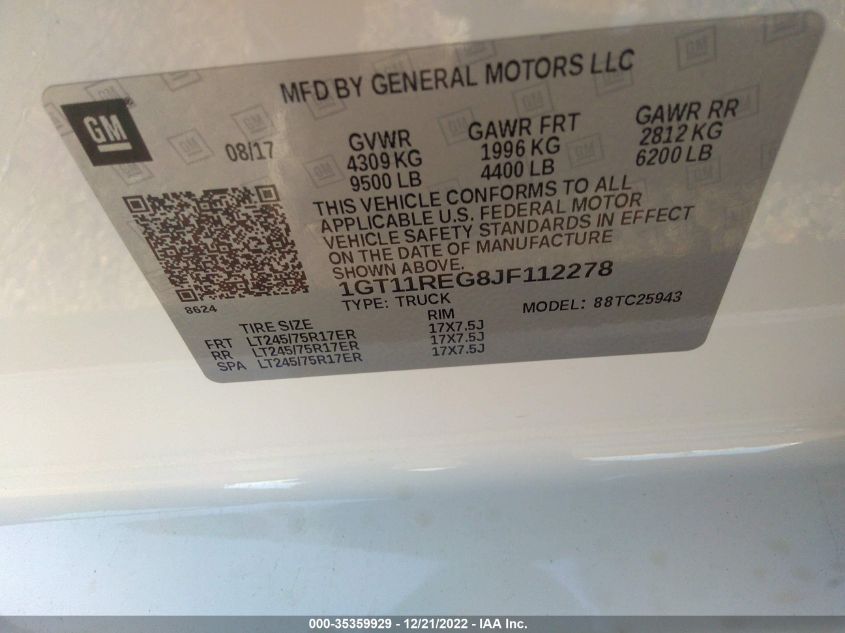 MFD BY GENERAL MOTORS LLC
GM
08/17
GVWR
4309 KG
9500 LB
GAWR FRT
1996 KG
4400 LB
GAWR RR
2812 KG
6200 LB
THIS VEHICLE CONFORMS TO ALL
APPLICABLE U.S. FEDERAL MOTOR
VEHICLE SAFETY STANDARDS IN EFFECT
ON THE DATE OF MANUFACTURE
SHOWN ABOVE.
1GT11REG8JF112278
8624
TYPE: TRUCK
MODEL: 88TC25943
TIRE SIZE RIM
FRT LT245/75R17ER 17X7.5J
RR LT245/75R17ER 17X7.5J
SPA LT245/75R17ER 17X7.5J
000-35359929 - 12/21/2022 - IAA Inc.